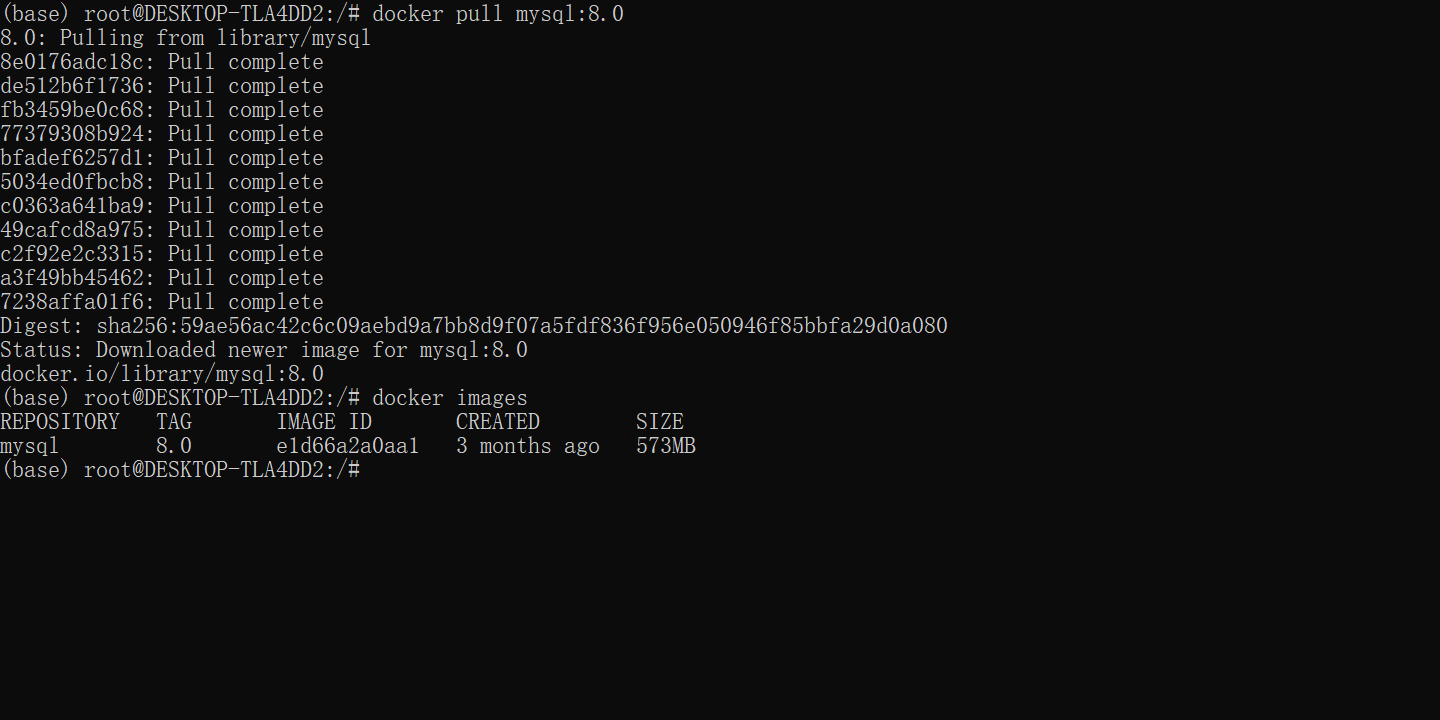 (base) root@DESKTOP-TLA4DD2:/# docker pull mysql:8.0
8.0: Pulling from library/mysql
8e0176adc18c: Pull complete
de512b6f1736: Pull complete
fb3459be0c68: Pull complete
77379308b924: Pull complete
bfadef6257d1: Pull complete
5034ed0fbcb8: Pull complete
c0363a641ba9: Pull complete
49cafcd8a975: Pull complete
c2f92e2c3315: Pull complete
a3f49bb45462: Pull complete
7238affa01f6: Pull complete
Digest: sha256:59ae56ac42c6c09aebd9a7bb8d9f07a5fdf836f956e050946f85bbfa29d0a080
Status: Downloaded newer image for mysql:8.0
docker.io/library/mysql:8.0
(base) root@DESKTOP-TLA4DD2:/# docker images
REPOSITORY   TAG       IMAGE ID       CREATED        SIZE
mysql        8.0       e1d66a2a0aa1   3 months ago   573MB
(base) root@DESKTOP-TLA4DD2:/#